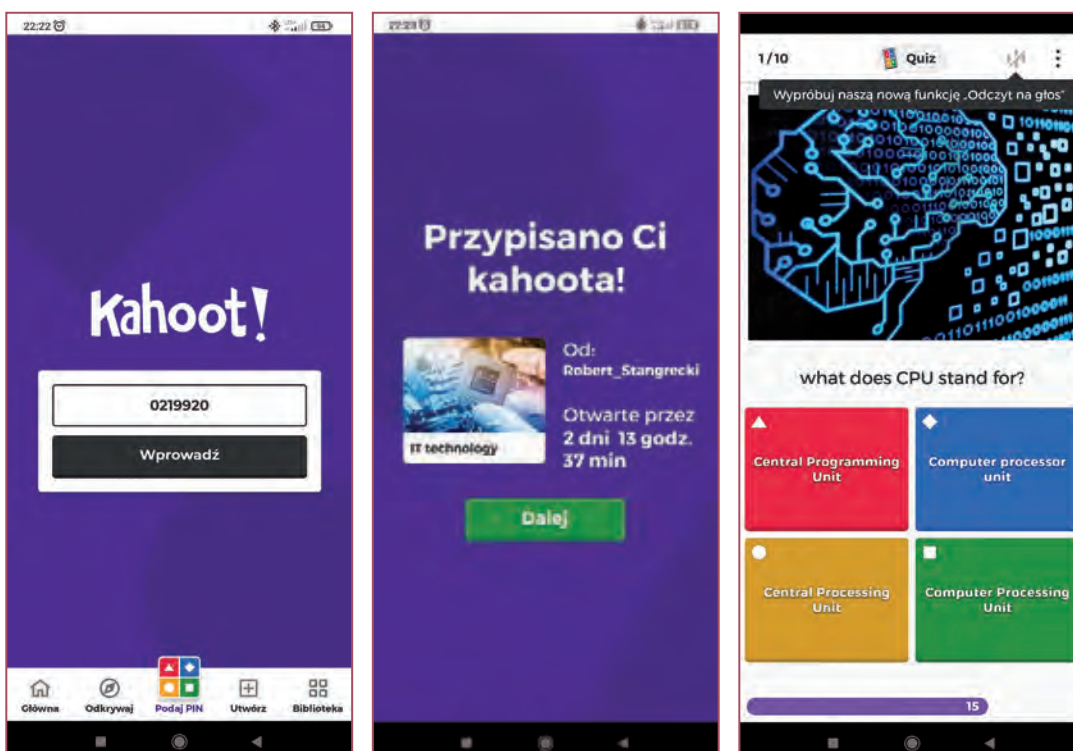 22:22
Kahoot!
0219920
Wprowadź
Główna Odkrywaj Podaj PIN Utwórz Biblioteka
22:23
Przypisano Ci
kahoota!
IT technology
Od:
Robert_Stangrecki
Otwarte przez
2 dni 13 godz.
37 min
Dalej
1/10 Quiz
Wypróbuj naszą nową funkcję „Odczyt na głos”
what does CPU stand for?
Central Programming
Unit
Computer processor
unit
Central Processing
Unit
Computer Processing
Unit
15